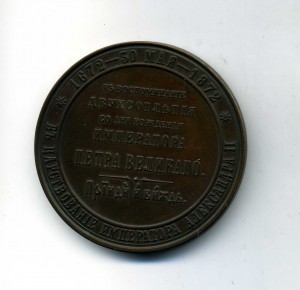 1672 – 30 МАЯ – 1872
ВЪ ЦАРСТВОВАНІЕ ИМПЕРАТОРА АЛЕКСАНДРА II
ВЪ ВОСПОМИНАНІЕ
ДВУХСОТЛѢТІЯ
СО ДНЯ РОЖДЕНІЯ
ИМПЕРАТОРА
ПЕТРА ВЕЛИКАГО.